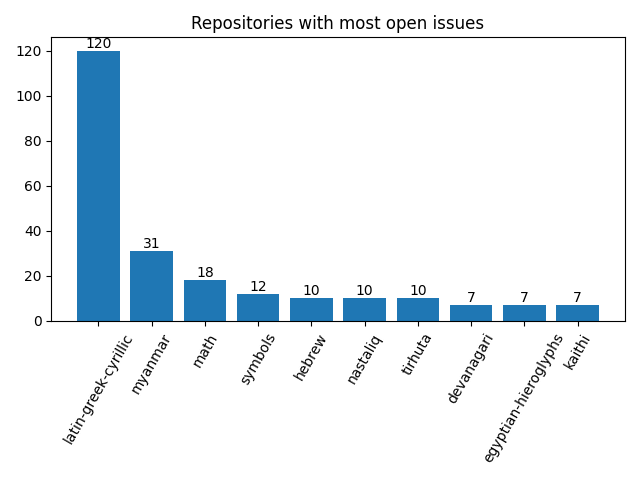 Repositories with most open issues
120
100
80
60
40
20
0
120
31
18
12
10
10
10
7
7
7
latin-greek-cyrillic
myanmar
math
symbols
hebrew
nastaliq
tirhuta
devanagari
egyptian-hieroglyphs
kaithi